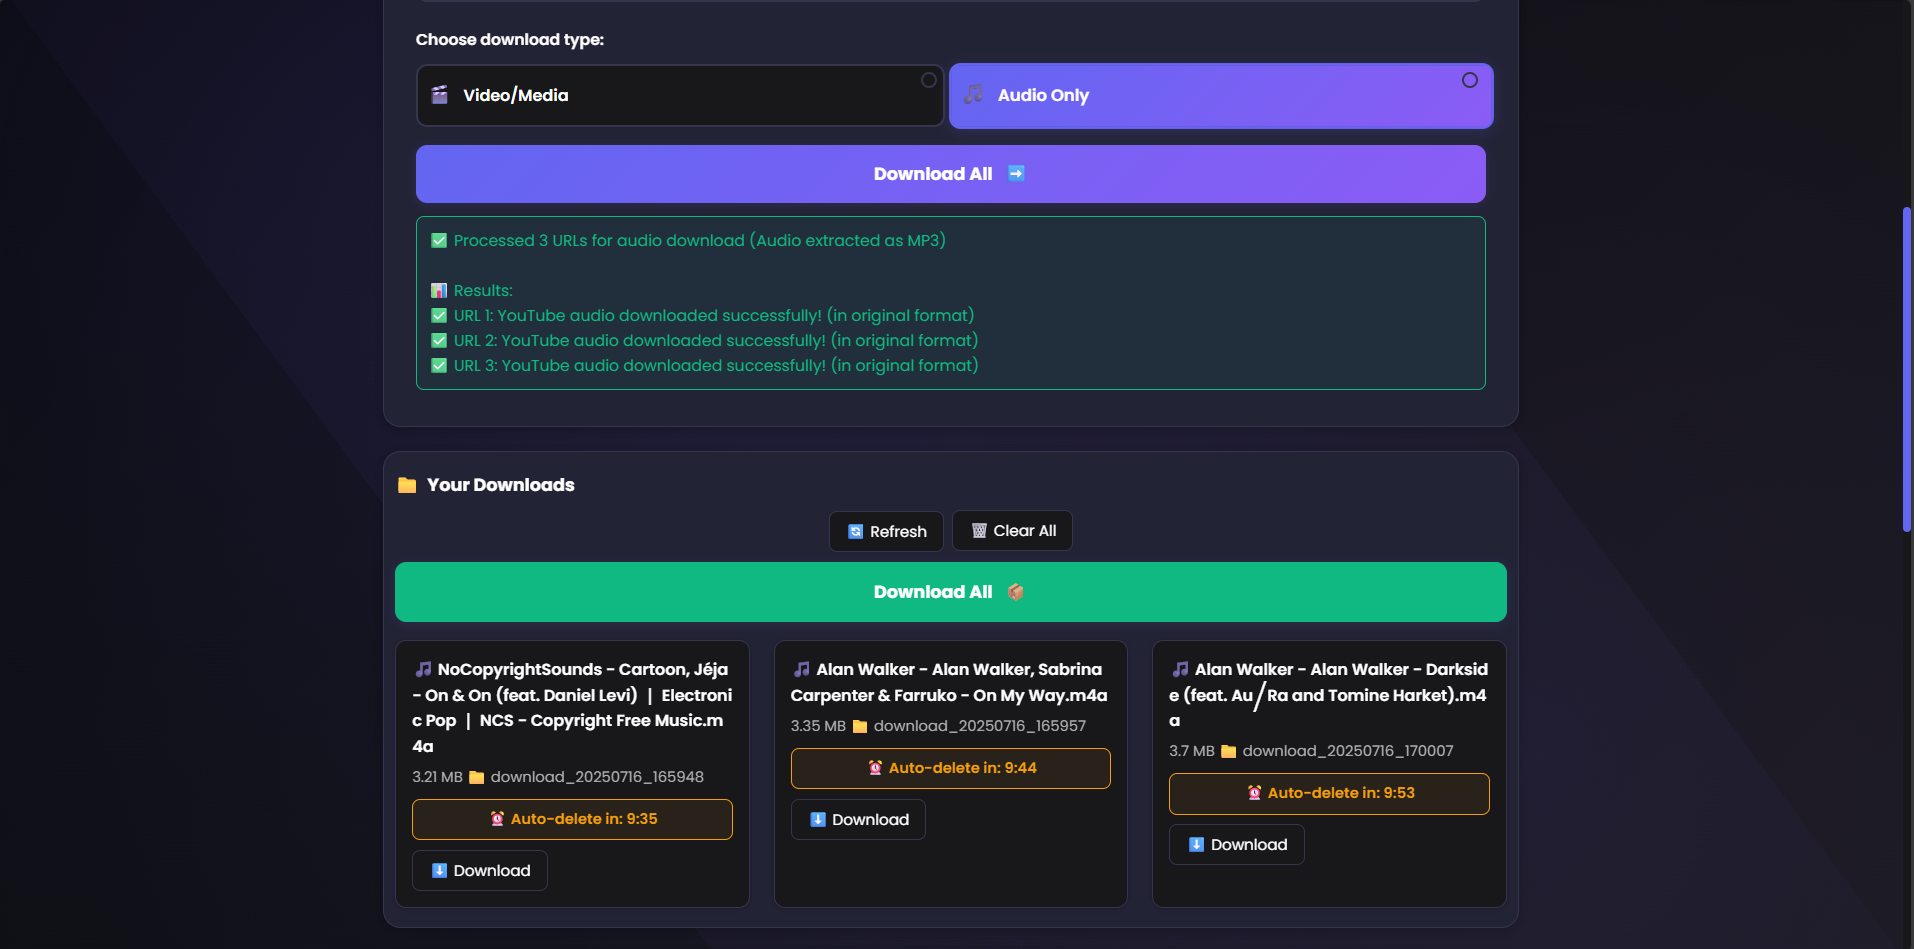 Choose download type:
🎬 Video/Media
🎵 Audio Only
Download All ➡️
✅ Processed 3 URLs for audio download (Audio extracted as MP3)
📊 Results:
✅ URL 1: YouTube audio downloaded successfully! (in original format)
✅ URL 2: YouTube audio downloaded successfully! (in original format)
✅ URL 3: YouTube audio downloaded successfully! (in original format)
📁 Your Downloads
🔄 Refresh
🗑️ Clear All
Download All 📦
🎵 NoCopyrightSounds - Cartoon, Jéja
- On & On (feat. Daniel Levi) ｜ Electroni
c Pop ｜ NCS - Copyright Free Music.m
4a
3.21 MB 📁 download_20250716_165948
⏰ Auto-delete in: 9:35
⬇️ Download
🎵 Alan Walker - Alan Walker, Sabrina
Carpenter & Farruko - On My Way.m4a
3.35 MB 📁 download_20250716_165957
⏰ Auto-delete in: 9:44
⬇️ Download
🎵 Alan Walker - Alan Walker - Darksid
e (feat. Au⧸Ra and Tomine Harket).m4
a
3.7 MB 📁 download_20250716_170007
⏰ Auto-delete in: 9:53
⬇️ Download